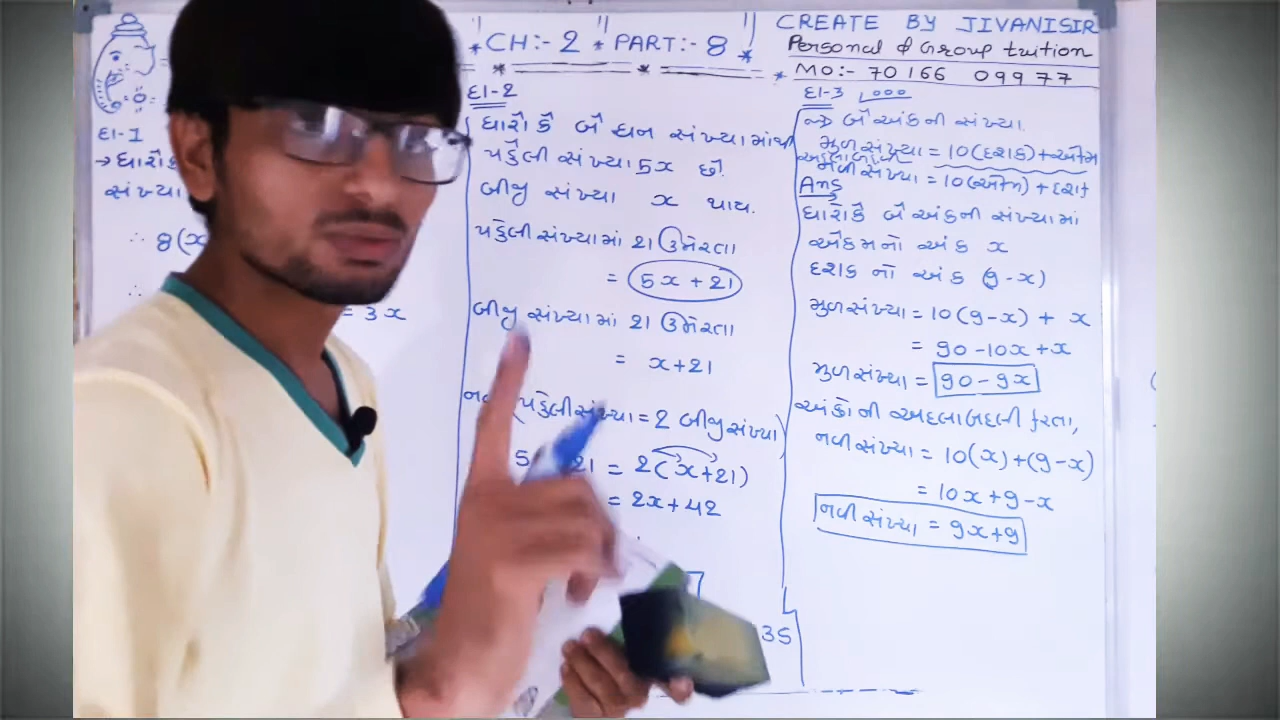 CH:- 2 * PART:- 8
CREATE BY JIVANISIR
Personal & Group tuition
MO:- 70166 09977
દા-1
→ ધારોકે
સંખ્યા
∴ 8(x
∴
= 3x
દા-2
ધારો કે બે ધન સંખ્યામાંથી
પહેલી સંખ્યા 5x છે.
બીજી સંખ્યા x થાય.
પહેલી સંખ્યામાં 21 ઉમેરતા
= 5x + 21
બીજી સંખ્યામાં 21 ઉમેરતા
= x+21
પહેલી સંખ્યા = 2 બીજી સંખ્યા
21 = 2(x+21)
= 2x+42
35
દા-3
⇒ બે અંકની સંખ્યા.
મુળ સંખ્યા = 10(દશક)+એકમ
નવી સંખ્યા = 10(એકમ) + દશક
Ans
ધારોકે બે અંકની સંખ્યામાં
એકમનો અંક x
દશક નો અંક (9-x)
મુળ સંખ્યા = 10(9-x) + x
= 90-10x+x
મુળ સંખ્યા = 90-9x
અંકોની અદલાબદલી કરતા,
નવી સંખ્યા = 10(x)+(9-x)
= 10x+9-x
નવી સંખ્યા = 9x+9